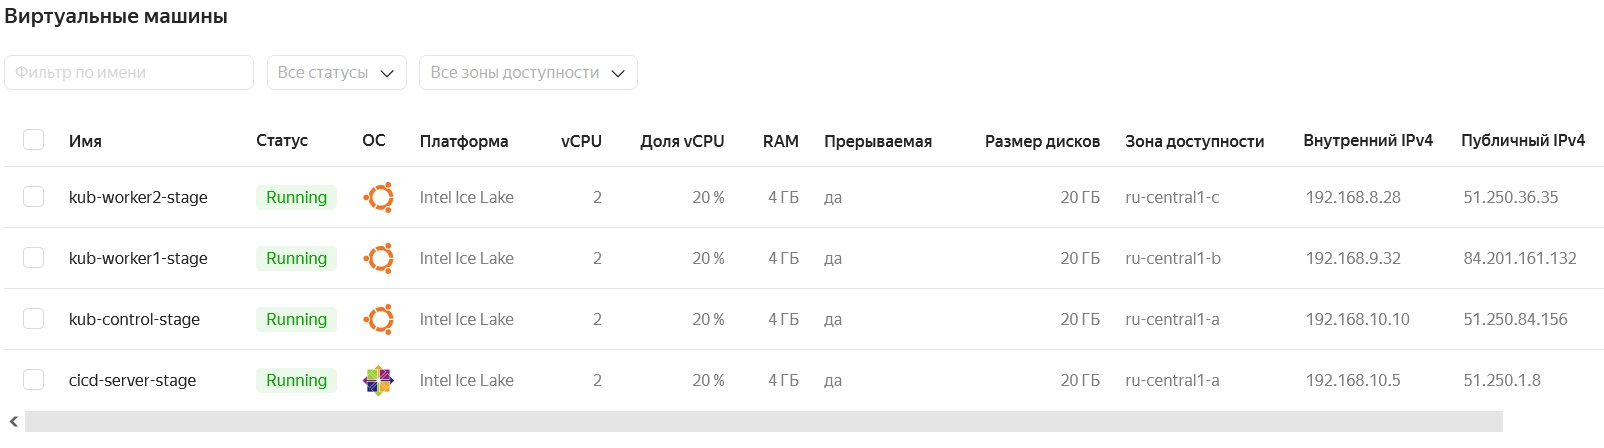 Виртуальные машины
Фильтр по имени Все статусы Все зоны доступности
Имя Статус ОС Платформа vCPU Доля vCPU RAM Прерываемая Размер дисков Зона доступности Внутренний IPv4 Публичный IPv4
kub-worker2-stage Running Intel Ice Lake 2 20 % 4 ГБ да 20 ГБ ru-central1-c 192.168.8.28 51.250.36.35
kub-worker1-stage Running Intel Ice Lake 2 20 % 4 ГБ да 20 ГБ ru-central1-b 192.168.9.32 84.201.161.132
kub-control-stage Running Intel Ice Lake 2 20 % 4 ГБ да 20 ГБ ru-central1-a 192.168.10.10 51.250.84.156
cicd-server-stage Running Intel Ice Lake 2 20 % 4 ГБ да 20 ГБ ru-central1-a 192.168.10.5 51.250.1.8